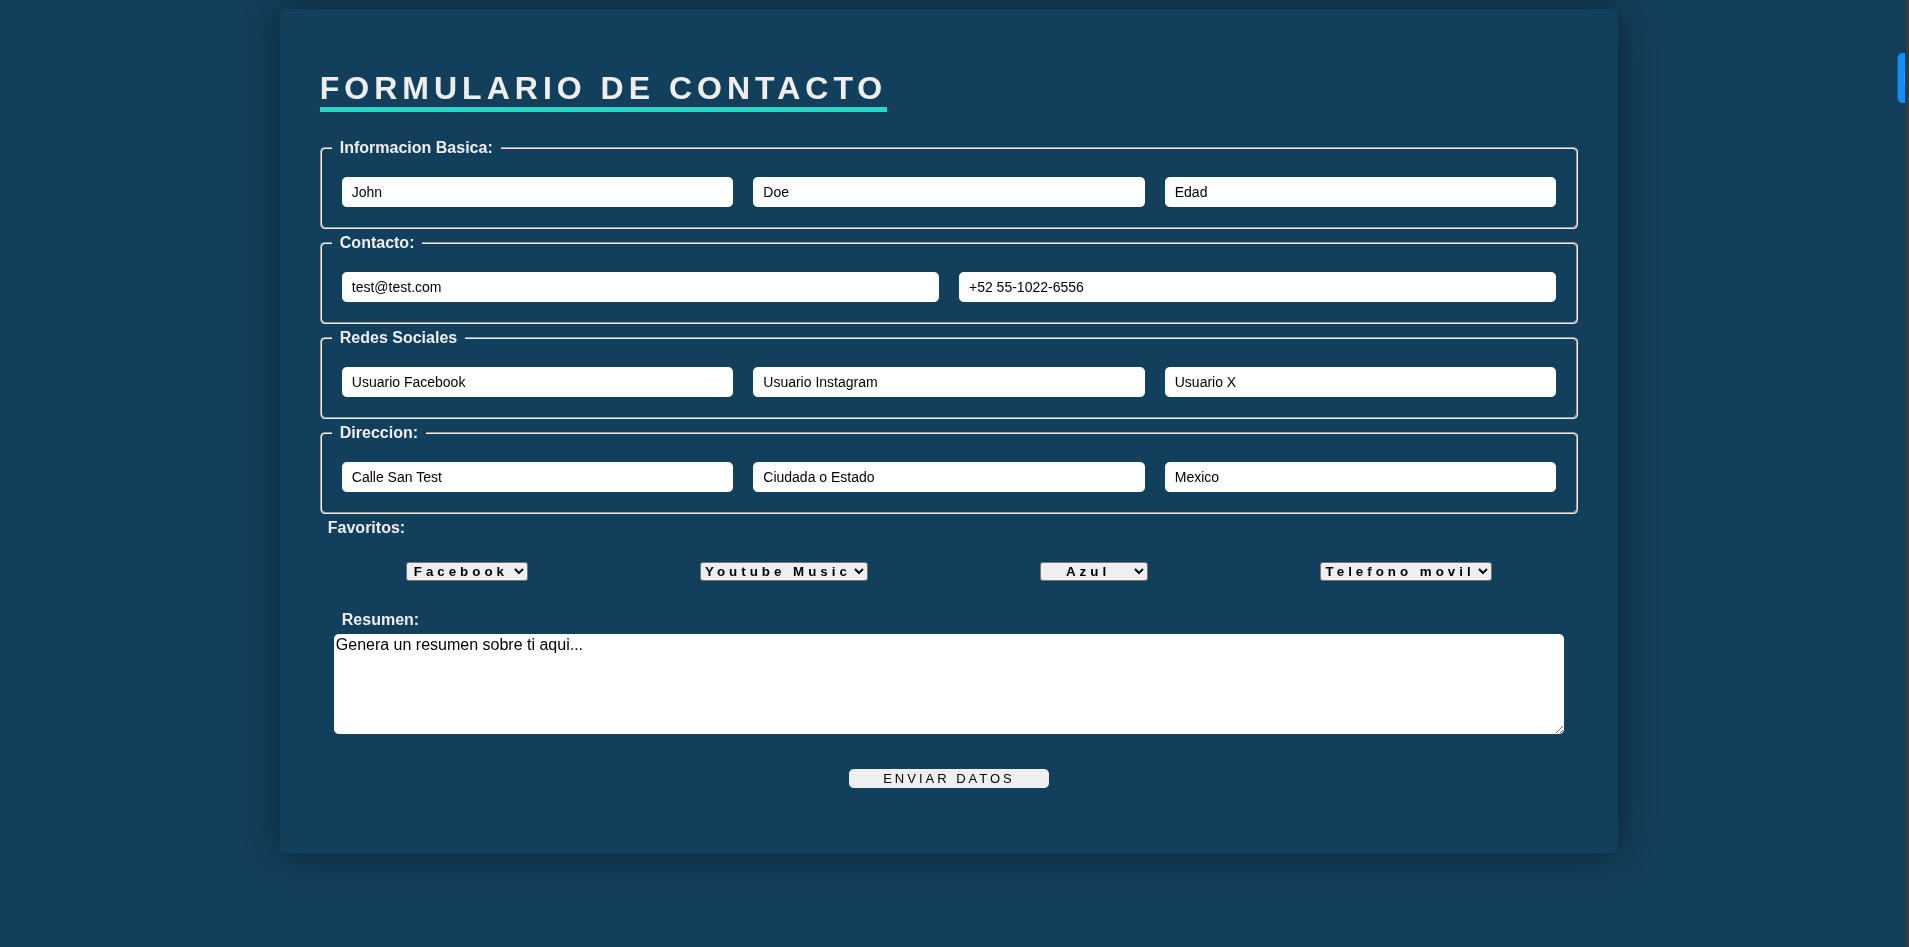 FORMULARIO DE CONTACTO
Informacion Basica:
John Doe Edad
Contacto:
test@test.com +52 55-1022-6556
Redes Sociales
Usuario Facebook Usuario Instagram Usuario X
Direccion:
Calle San Test Ciudada o Estado Mexico
Favoritos:
Facebook Youtube Music Azul Telefono movil
Resumen:
Genera un resumen sobre ti aqui...
ENVIAR DATOS